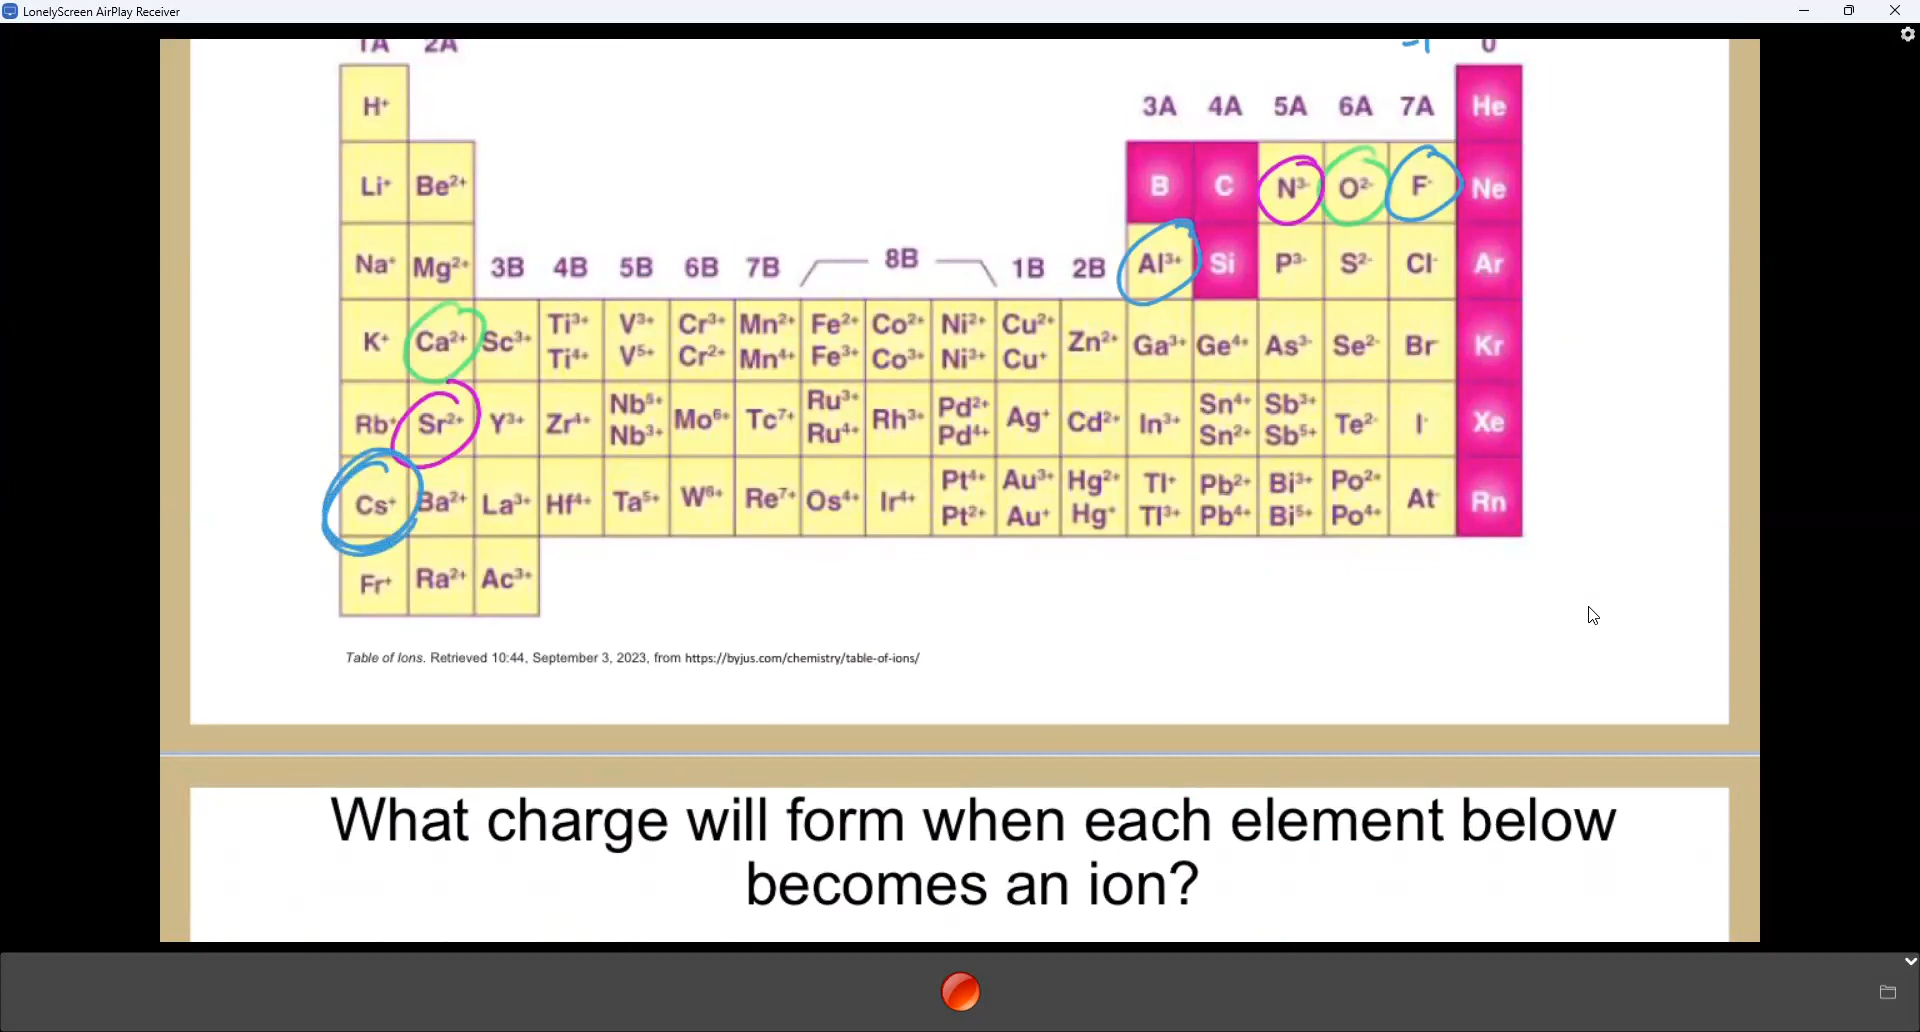 LonelyScreen AirPlay Receiver
1A 2A -1 0
H⁺ 3A 4A 5A 6A 7A He
Li⁺ Be²⁺ B C N³⁻ O²⁻ F⁻ Ne
Na⁺ Mg²⁺ 3B 4B 5B 6B 7B 8B 1B 2B Al³⁺ Si P³⁻ S²⁻ Cl⁻ Ar
K⁺ Ca²⁺ Sc³⁺ Ti³⁺ V³⁺ Cr³⁺ Mn²⁺ Fe²⁺ Co²⁺ Ni²⁺ Cu²⁺ Zn²⁺ Ga³⁺ Ge⁴⁺ As³⁻ Se²⁻ Br⁻ Kr
Ti⁴⁺ V⁵⁺ Cr²⁺ Mn⁴⁺ Fe³⁺ Co³⁺ Ni³⁺ Cu⁺
Rb⁺ Sr²⁺ Y³⁺ Zr⁴⁺ Nb⁵⁺ Mo⁶⁺ Tc⁷⁺ Ru³⁺ Rh³⁺ Pd²⁺ Ag⁺ Cd²⁺ In³⁺ Sn⁴⁺ Sb³⁺ Te²⁻ I⁻ Xe
Nb³⁺ Ru⁴⁺ Pd⁴⁺ Sn²⁺ Sb⁵⁺
Cs⁺ Ba²⁺ La³⁺ Hf⁴⁺ Ta⁵⁺ W⁶⁺ Re⁷⁺ Os⁴⁺ Ir⁴⁺ Pt⁴⁺ Au³⁺ Hg²⁺ Tl⁺ Pb²⁺ Bi³⁺ Po²⁺ At⁻ Rn
Pt²⁺ Au⁺ Hg⁺ Tl³⁺ Pb⁴⁺ Bi⁵⁺ Po⁴⁺
Fr⁺ Ra²⁺ Ac³⁺
Table of Ions. Retrieved 10:44, September 3, 2023, from https://byjus.com/chemistry/table-of-ions/
What charge will form when each element below
becomes an ion?